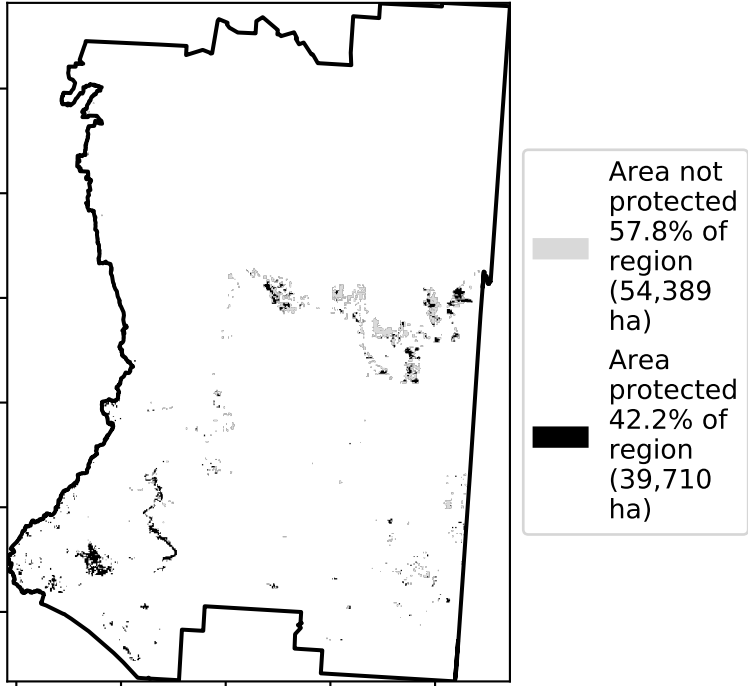 Area not
protected
57.8% of
region
(54,389
ha)
Area
protected
42.2% of
region
(39,710
ha)